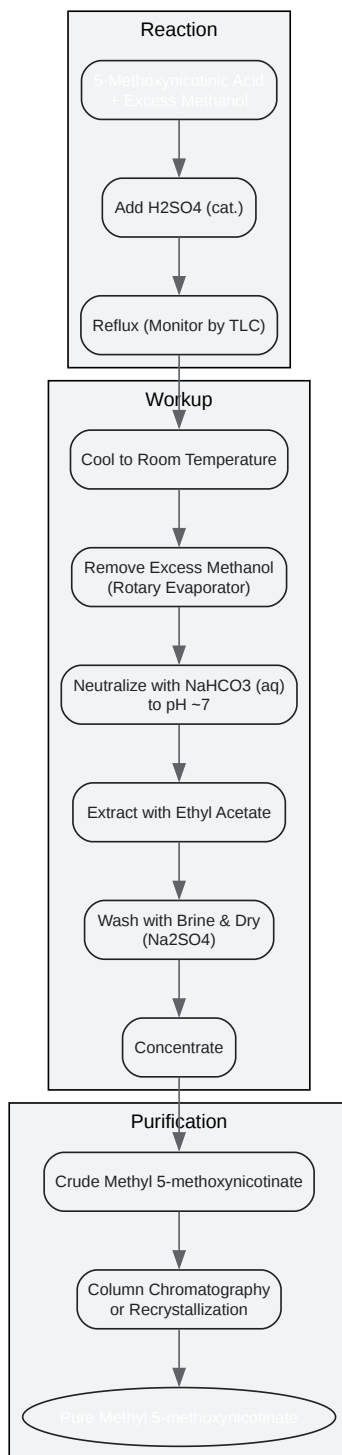 Reaction
5-Methoxynicotinic Acid
+ Excess Methanol
Add H2SO4 (cat.)
Reflux (Monitor by TLC)
Workup
Cool to Room Temperature
Remove Excess Methanol
(Rotary Evaporator)
Neutralize with NaHCO3 (aq)
to pH ~7
Extract with Ethyl Acetate
Wash with Brine & Dry
(Na2SO4)
Concentrate
Purification
Crude Methyl 5-methoxynicotinate
Column Chromatography
or Recrystallization
Pure Methyl 5-methoxynicotinate